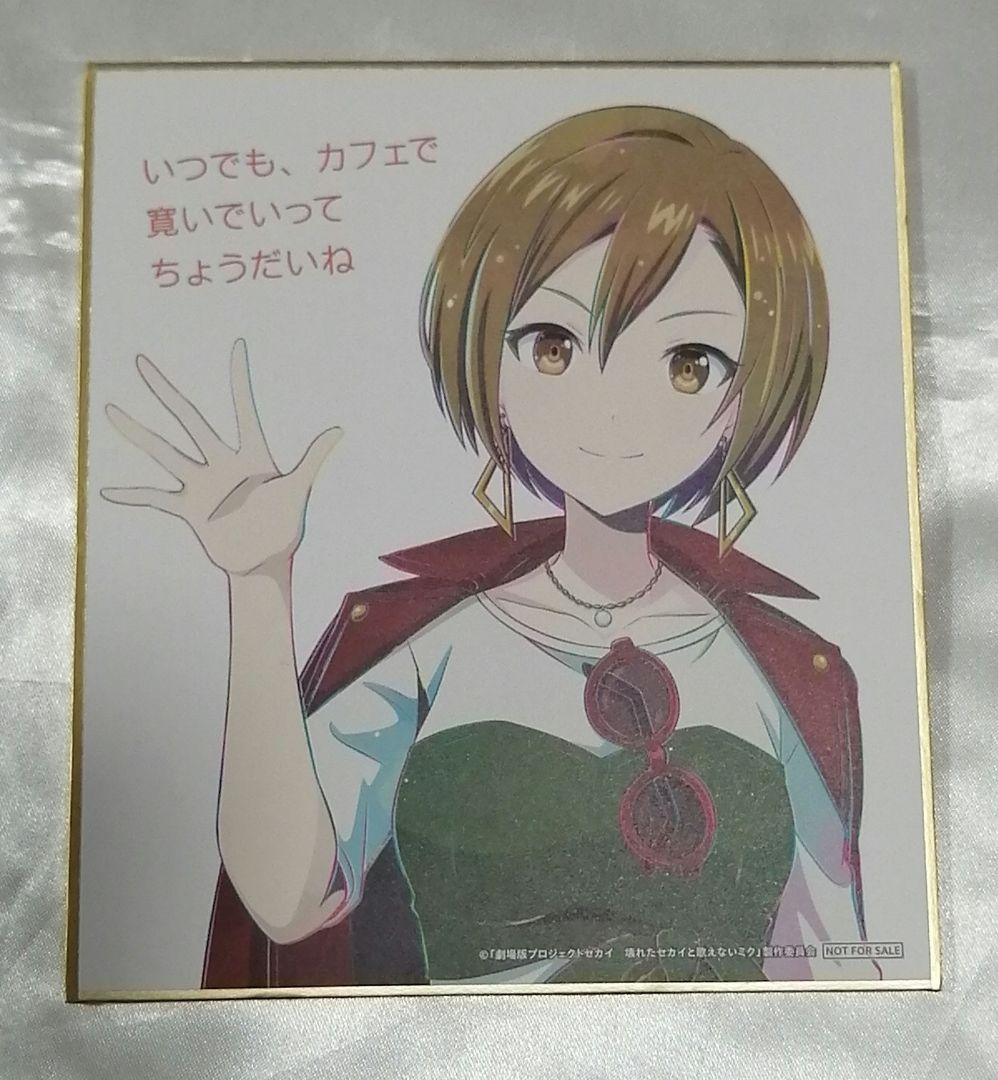 いつでも、カフェで
寛いでいって
ちょうだいね
©「劇場版プロジェクトセカイ　壊れたセカイと歌えないミク」製作委員会 NOT FOR SALE